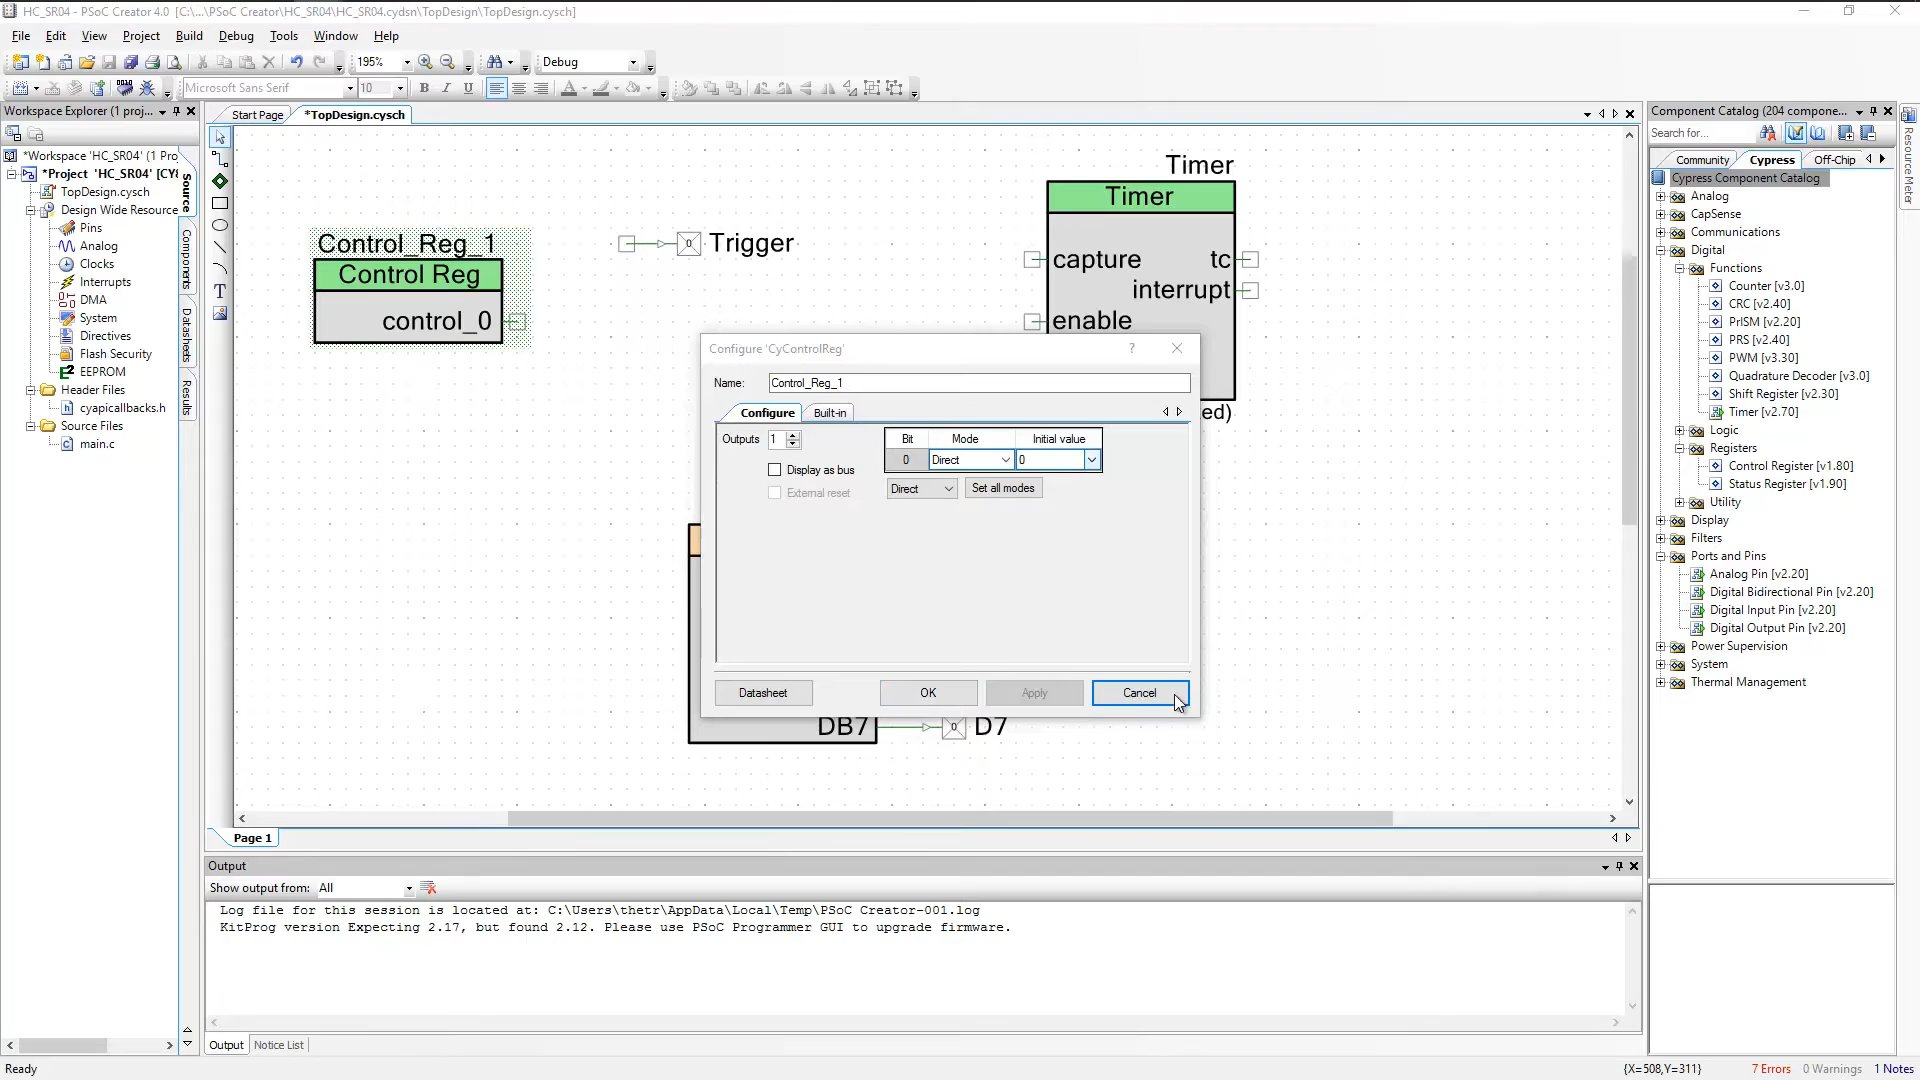 HC_SR04 - PSoC Creator 4.0 [C:\...\PSoC Creator\HC_SR04\HC_SR04.cydsn\TopDesign\TopDesign.cysch]
File Edit View Project Build Debug Tools Window Help
195% Debug
Microsoft Sans Serif 10 B I U A
Workspace Explorer (1 proj...
Start Page *TopDesign.cysch
Component Catalog (204 compone...
Search for...
*Workspace 'HC_SR04' (1 Proj
*Project 'HC_SR04' [CY8
TopDesign.cysch
Design Wide Resource
Pins
Analog
Clocks
Interrupts
DMA
System
Directives
Flash Security
EEPROM
Header Files
cyapicallbacks.h
Source Files
main.c
Source
Components
Datasheets
Results
T
Control_Reg_1
Control Reg
control_0
0 Trigger
Timer
Timer
capture tc
interrupt
enable
ed)
Configure 'CyControlReg' ?
Name: Control_Reg_1
Configure Built-in
Outputs 1
Bit Mode Initial value
0 Direct 0
Display as bus
External reset
Direct Set all modes
Datasheet OK Apply Cancel
DB7 0 D7
Page 1
Community Cypress Off-Chip
Cypress Component Catalog
Analog
CapSense
Communications
Digital
Functions
Counter [v3.0]
CRC [v2.40]
PrISM [v2.20]
PRS [v2.40]
PWM [v3.30]
Quadrature Decoder [v3.0]
Shift Register [v2.30]
Timer [v2.70]
Logic
Registers
Control Register [v1.80]
Status Register [v1.90]
Utility
Display
Filters
Ports and Pins
Analog Pin [v2.20]
Digital Bidirectional Pin [v2.20]
Digital Input Pin [v2.20]
Digital Output Pin [v2.20]
Power Supervision
System
Thermal Management
Resource Meter
Output
Show output from: All
Log file for this session is located at: C:\Users\thetr\AppData\Local\Temp\PSoC Creator-001.log
KitProg version Expecting 2.17, but found 2.12. Please use PSoC Programmer GUI to upgrade firmware.
Output Notice List
Ready {X=508,Y=311} 7 Errors 0 Warnings 1 Notes